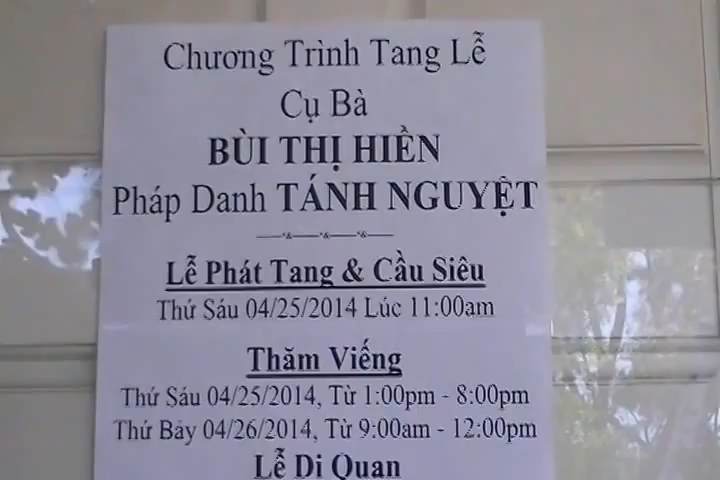 Chương Trình Tang Lễ
Cụ Bà
BÙI THỊ HIỀN
Pháp Danh TÁNH NGUYỆT
Lễ Phát Tang & Cầu Siêu
Thứ Sáu 04/25/2014 Lúc 11:00am
Thăm Viếng
Thứ Sáu 04/25/2014, Từ 1:00pm - 8:00pm
Thứ Bảy 04/26/2014, Từ 9:00am - 12:00pm
Lễ Di Quan